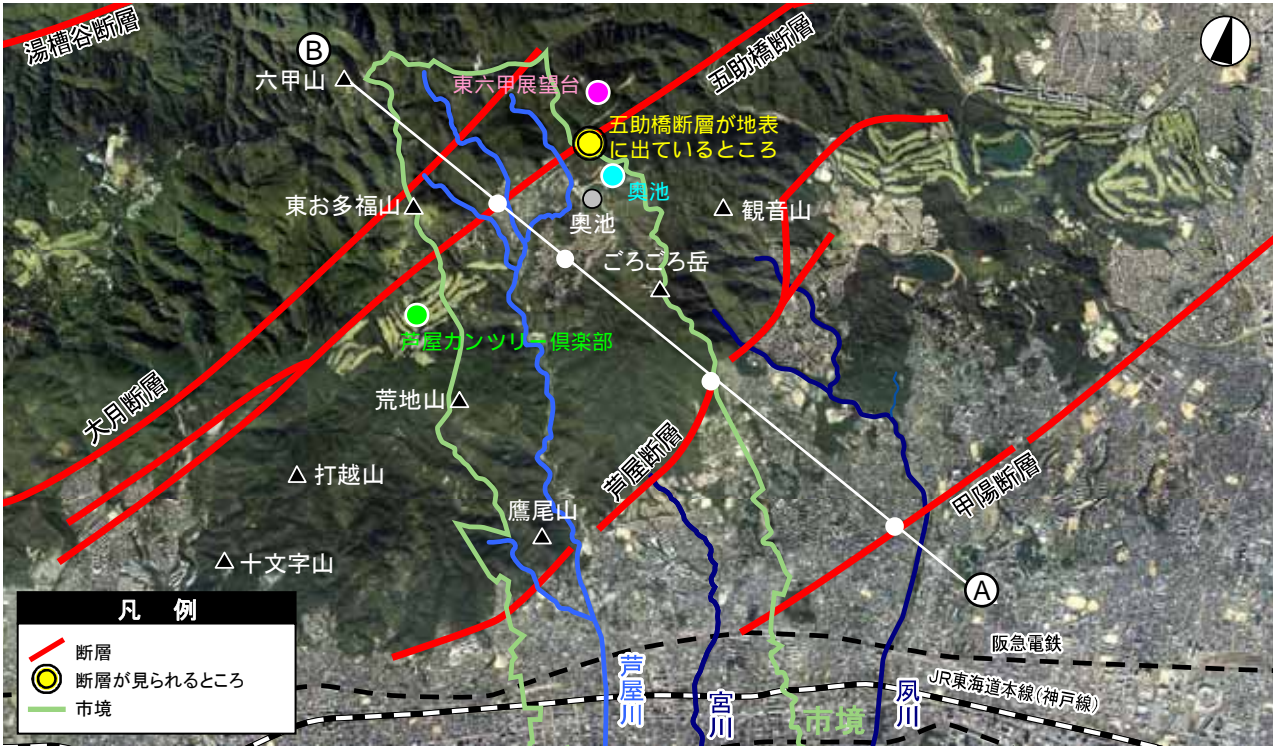 湯槽谷断層
B
六甲山
東六甲展望台
五助橋断層
五助橋断層が地表
に出ているところ
奥池
奥池
観音山
東お多福山
ごろごろ岳
芦屋カンツリー倶楽部
大月断層
荒地山
芦屋断層
打越山
甲陽断層
鷹尾山
十文字山
A
凡 例
断層
断層が見られるところ
市境
阪急電鉄
JR東海道本線(神戸線)
芦屋川
宮川
市境
夙川